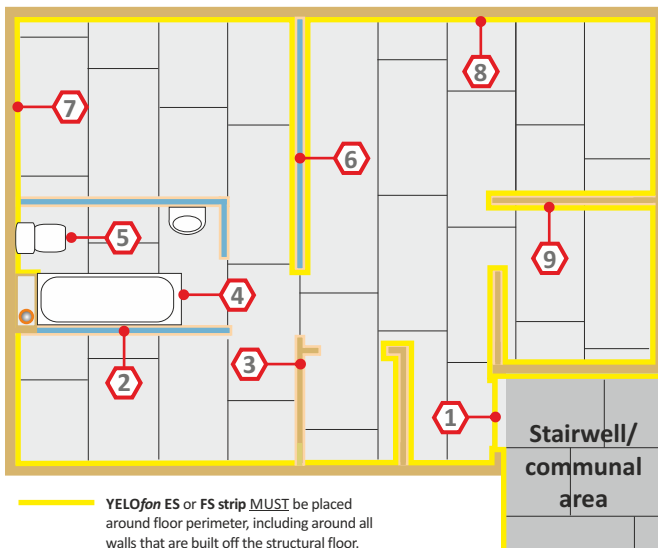 8
7
6
5
9
4
3
2
1
Stairwell/
communal
area
YELOfon ES or FS strip MUST be placed
around floor perimeter, including around all
walls that are built off the structural floor.